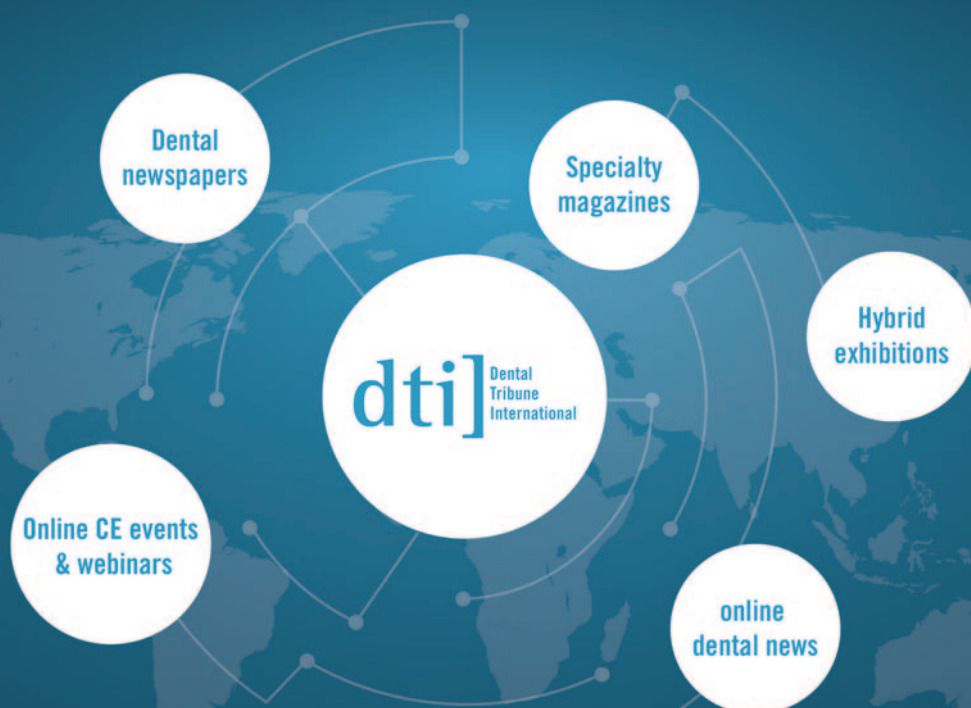 Dental
newspapers
Specialty
magazines
Hybrid
exhibitions
dti]
Dental
Tribune
International
Online CE events
& webinars
online
dental news